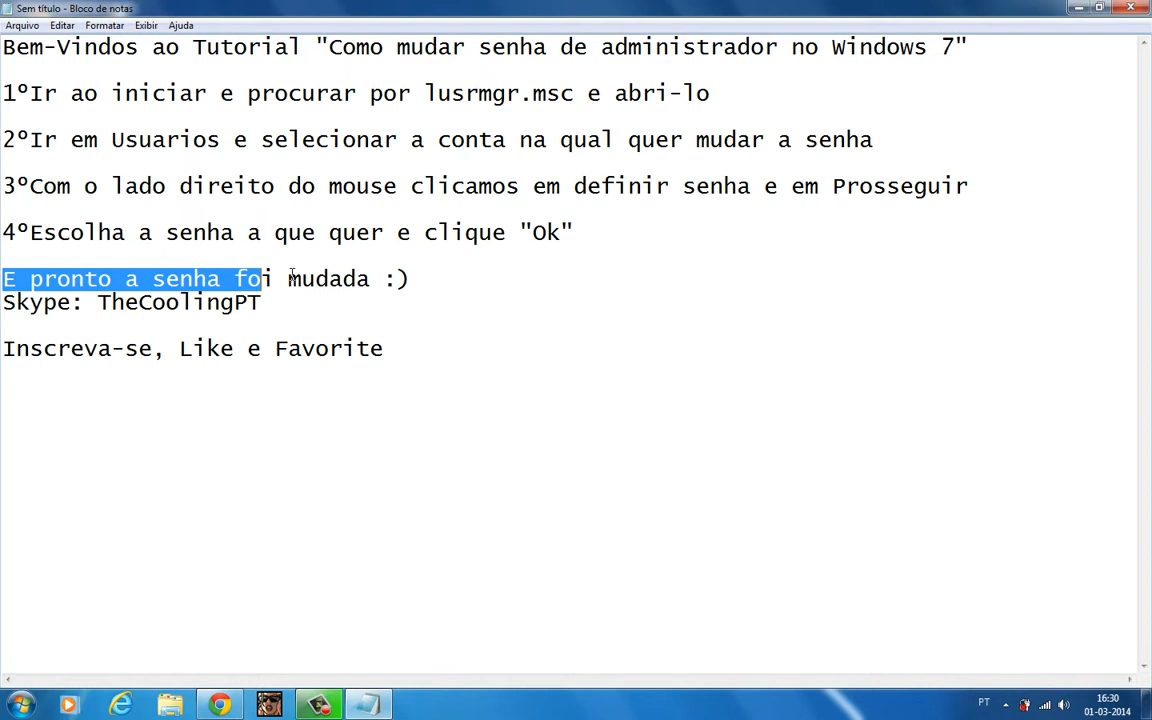 Sem título - Bloco de notas
Arquivo Editar Formatar Exibir Ajuda
Bem-Vindos ao Tutorial "Como mudar senha de administrador no Windows 7"
1ºIr ao iniciar e procurar por lusrmgr.msc e abri-lo
2ºIr em Usuarios e selecionar a conta na qual quer mudar a senha
3ºCom o lado direito do mouse clicamos em definir senha e em Prosseguir
4ºEscolha a senha a que quer e clique "Ok"
E pronto a senha foi mudada :)
Skype: TheCoolingPT
Inscreva-se, Like e Favorite
PT
16:30
01-03-2014